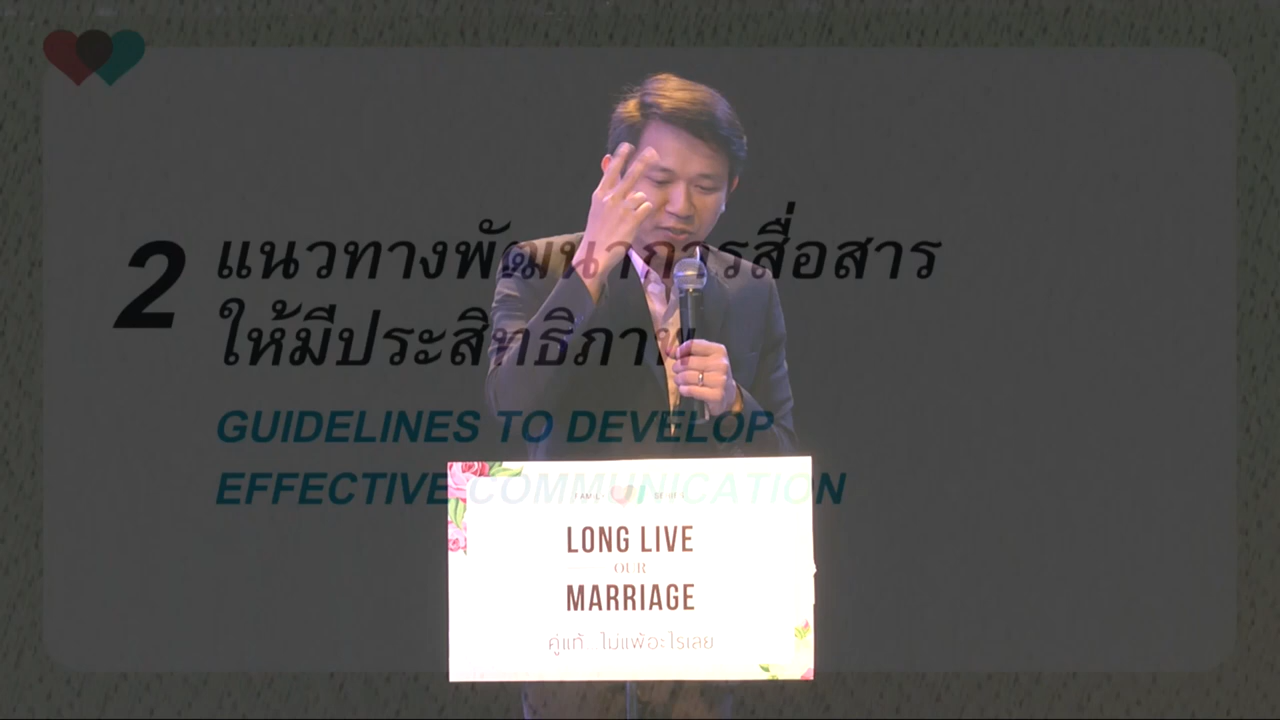 2 แนวทางพัฒนาการสื่อสาร
ให้มีประสิทธิภาพ
GUIDELINES TO DEVELOP
EFFECTIVE COMMUNICATION
FAMILY
LONG LIVE
OUR
MARRIAGE
คู่แท้...ไม่แพ้อะไรเลย